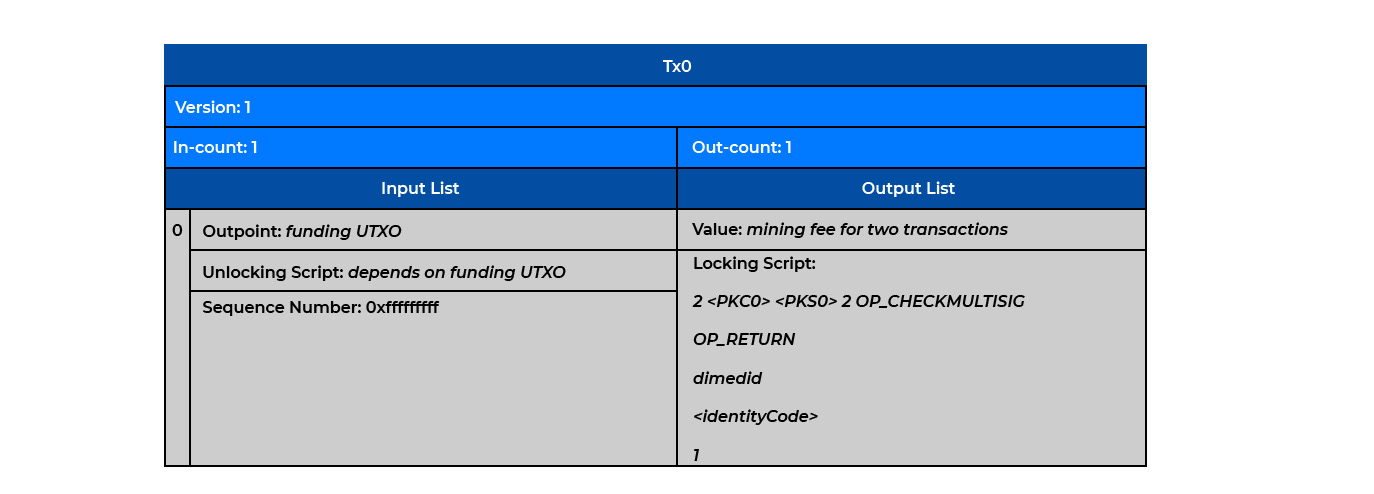 Tx0
Version: 1
In-count: 1
Out-count: 1
Input List
Output List
0
Outpoint: funding UTXO
Value: mining fee for two transactions
Unlocking Script: depends on funding UTXO
Locking Script:
2 <PKC0> <PKS0> 2 OP_CHECKMULTISIG
OP_RETURN
dimedid
<identityCode>
1
Sequence Number: 0xfffffffff